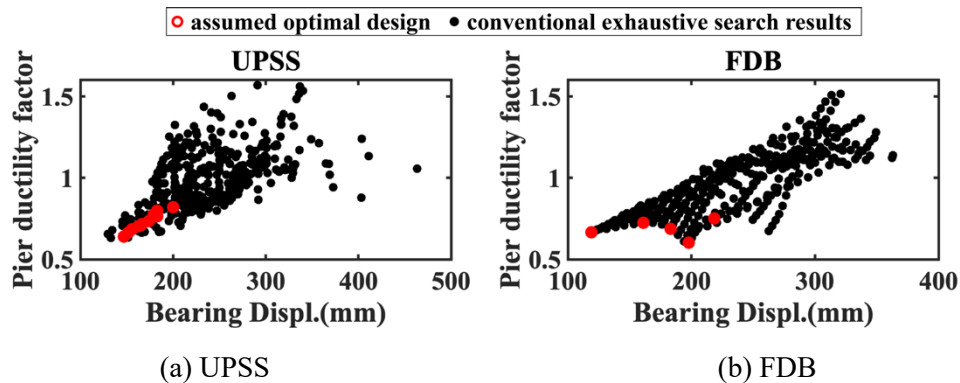 assumed optimal design conventional exhaustive search results
UPSS FDB
Pier ductility factor
1.5
1
0.5
100 200 300 400 500
Bearing Displ.(mm)
Pier ductility factor
1.5
1
0.5
100 200 300 400
Bearing Displ.(mm)
(a) UPSS (b) FDB